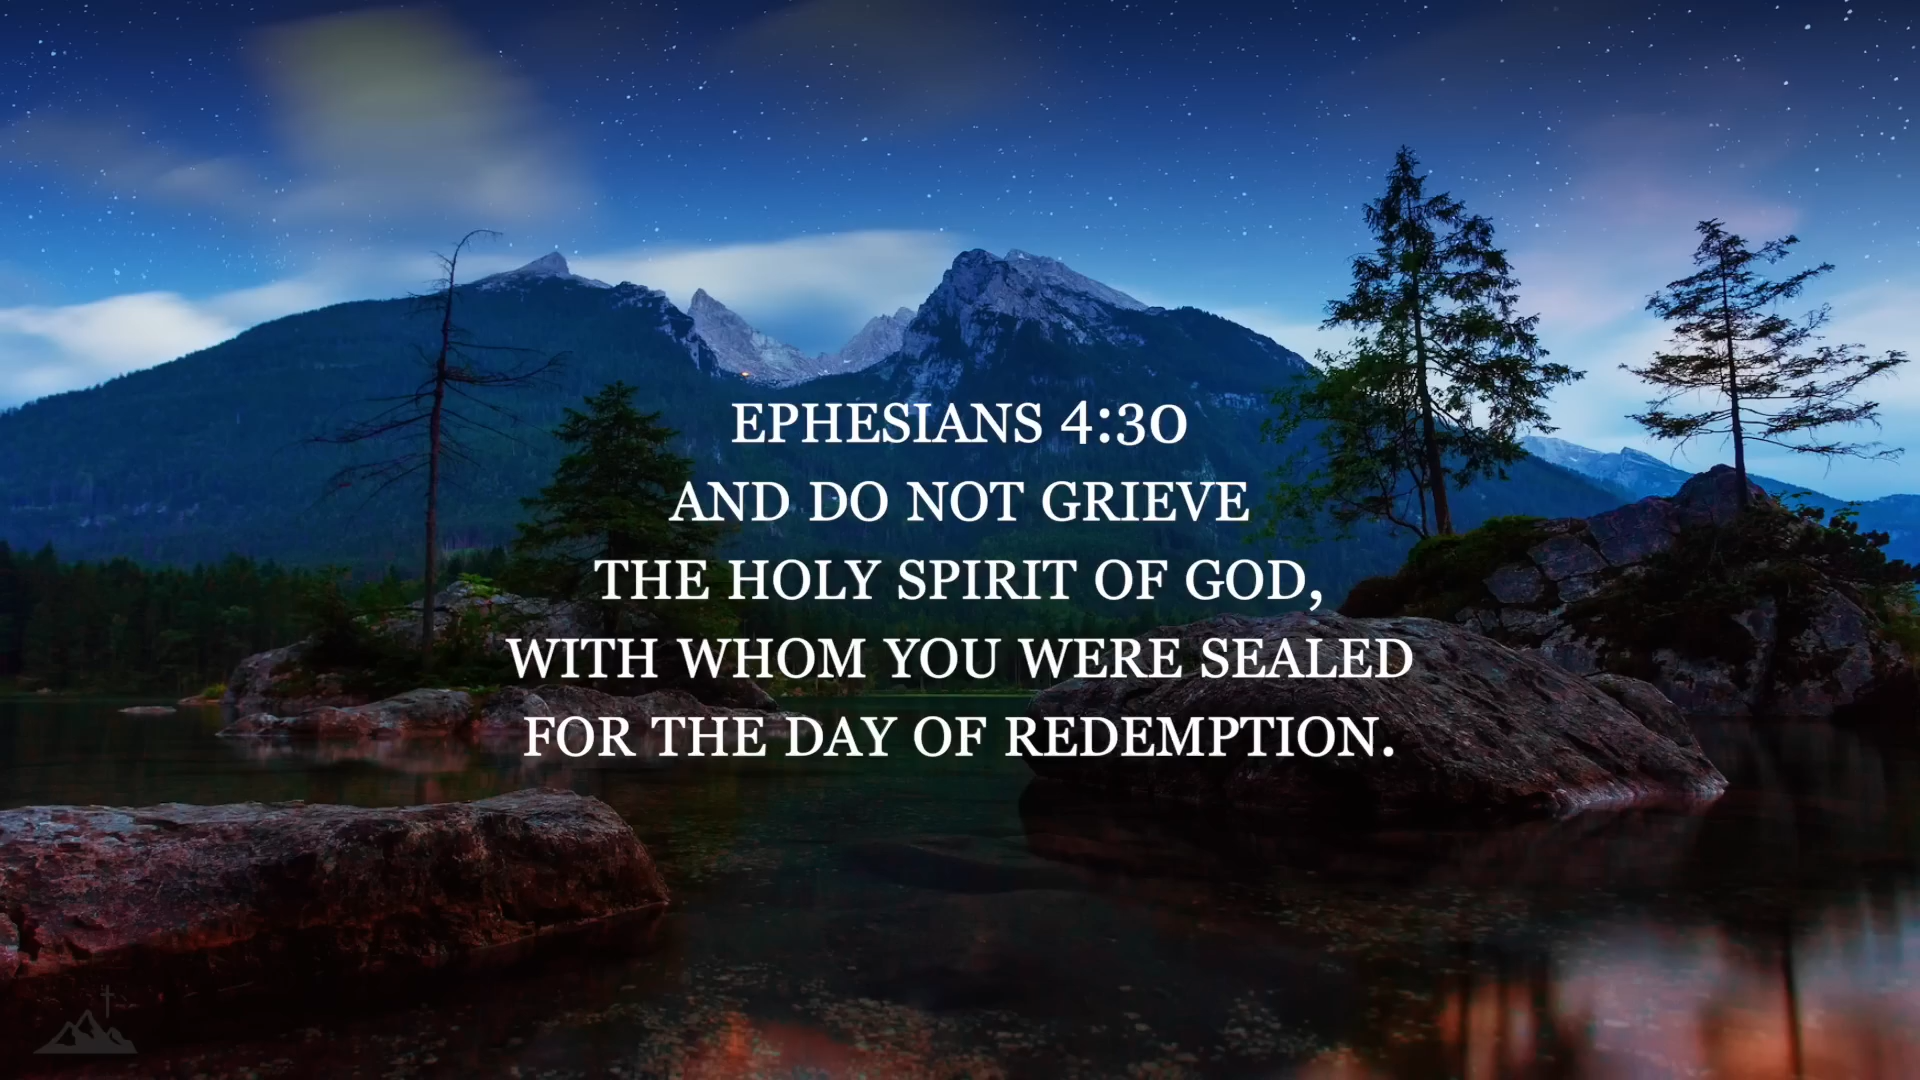 EPHESIANS 4:30
AND DO NOT GRIEVE
THE HOLY SPIRIT OF GOD,
WITH WHOM YOU WERE SEALED
FOR THE DAY OF REDEMPTION.